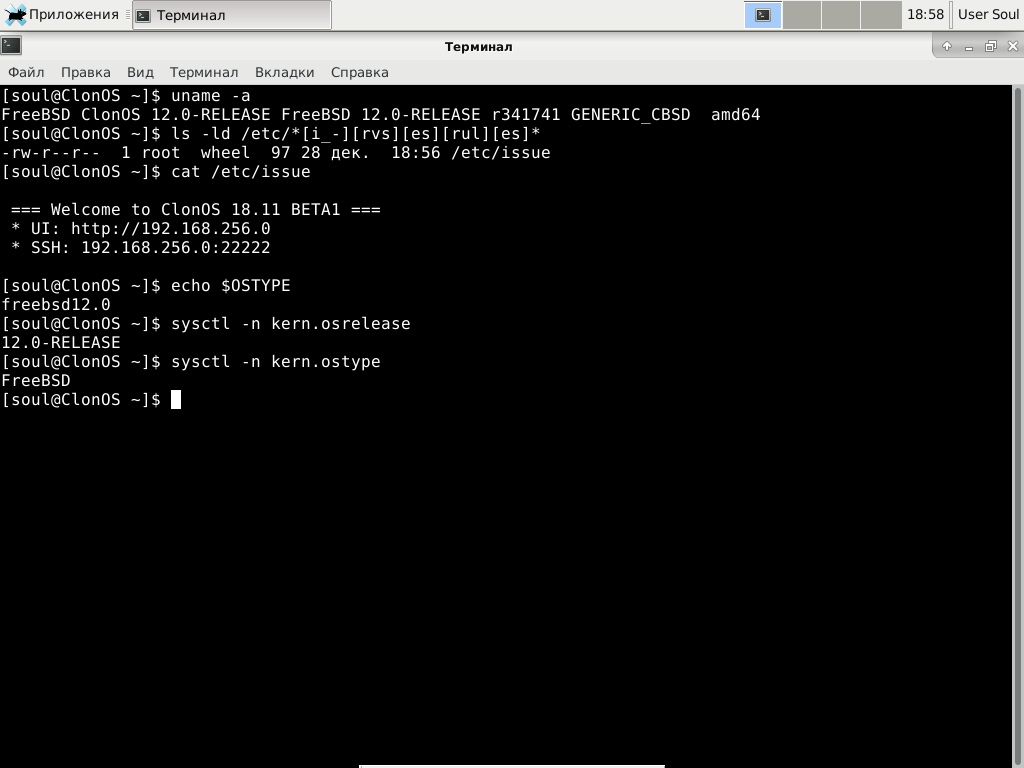 Приложения Терминал 18:58 User Soul
Терминал
Файл Правка Вид Терминал Вкладки Справка
[soul@ClonOS ~]$ uname -a
FreeBSD ClonOS 12.0-RELEASE FreeBSD 12.0-RELEASE r341741 GENERIC_CBSD  amd64
[soul@ClonOS ~]$ ls -ld /etc/*[i_-][rvs][es][rul][es]*
-rw-r--r--  1 root  wheel  97 28 дек.  18:56 /etc/issue
[soul@ClonOS ~]$ cat /etc/issue
=== Welcome to ClonOS 18.11 BETA1 ===
* UI: http://192.168.256.0
* SSH: 192.168.256.0:22222
[soul@ClonOS ~]$ echo $OSTYPE
freebsd12.0
[soul@ClonOS ~]$ sysctl -n kern.osrelease
12.0-RELEASE
[soul@ClonOS ~]$ sysctl -n kern.ostype
FreeBSD
[soul@ClonOS ~]$